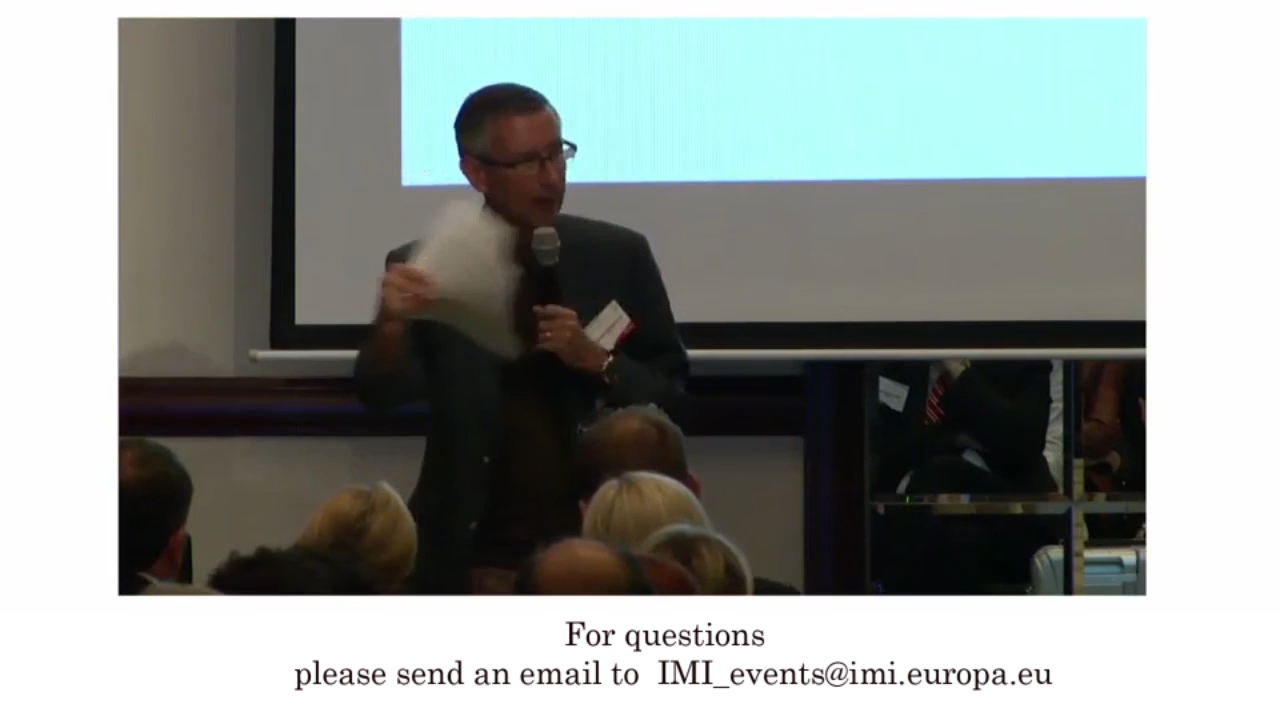 For questions
please send an email to IMI_events@imi.europa.eu